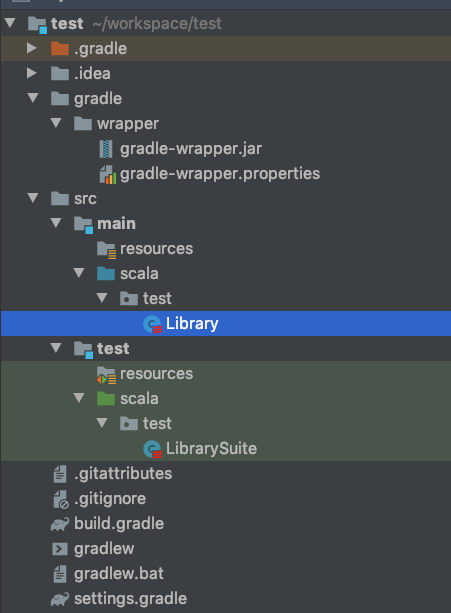 test ~/workspace/test
.gradle
.idea
gradle
wrapper
gradle-wrapper.jar
gradle-wrapper.properties
src
main
resources
scala
test
Library
test
resources
scala
test
LibrarySuite
.gitattributes
.gitignore
build.gradle
gradlew
gradlew.bat
settings.gradle